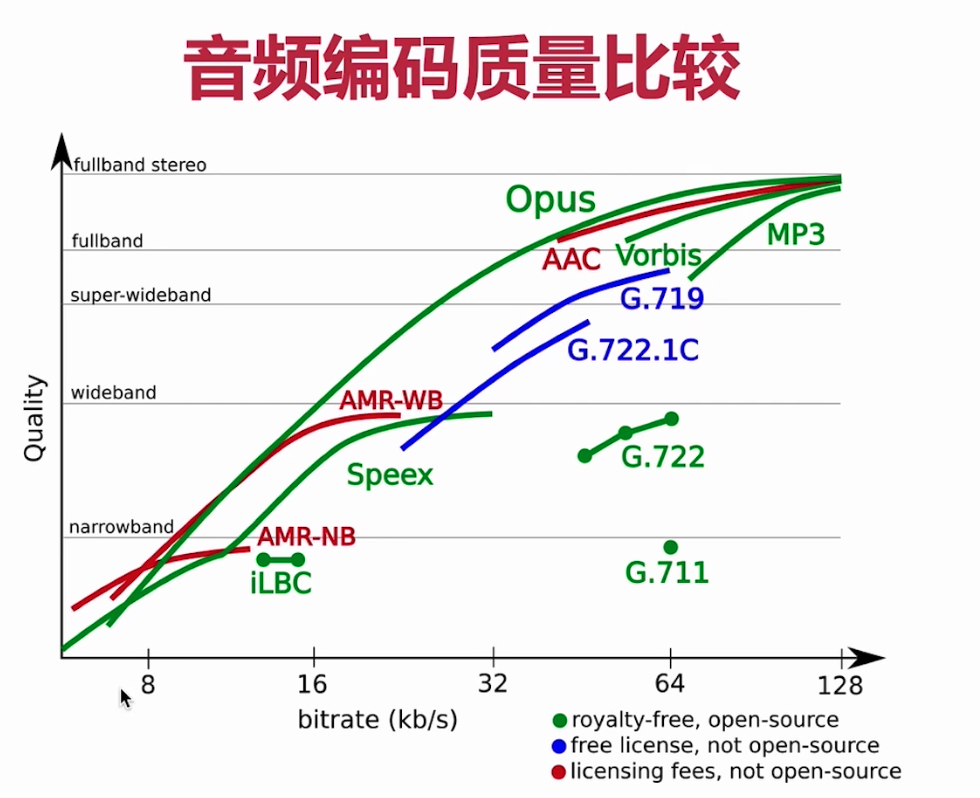 音频编码质量比较
fullband stereo
Opus
MP3
fullband
AAC
Vorbis
super-wideband
G.719
G.722.1C
wideband
AMR-WB
Quality
Speex
G.722
narrowband
AMR-NB
iLBC
G.711
8 16 32 64 128
bitrate (kb/s)
royalty-free, open-source
free license, not open-source
licensing fees, not open-source